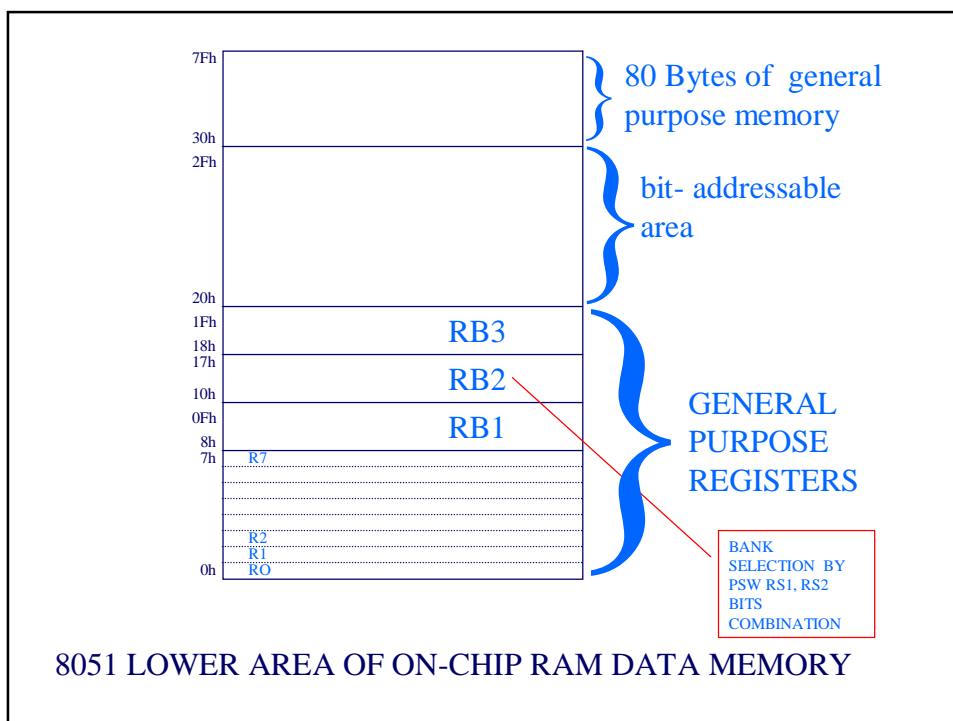 7Fh
80 Bytes of general
purpose memory
30h
2Fh
bit- addressable
area
20h
1Fh
RB3
18h
17h
RB2
10h
0Fh
RB1
8h
GENERAL
PURPOSE
REGISTERS
7h
R7
R2
R1
0h
RO
BANK
SELECTION BY
PSW RS1, RS2
BITS
COMBINATION
8051 LOWER AREA OF ON-CHIP RAM DATA MEMORY